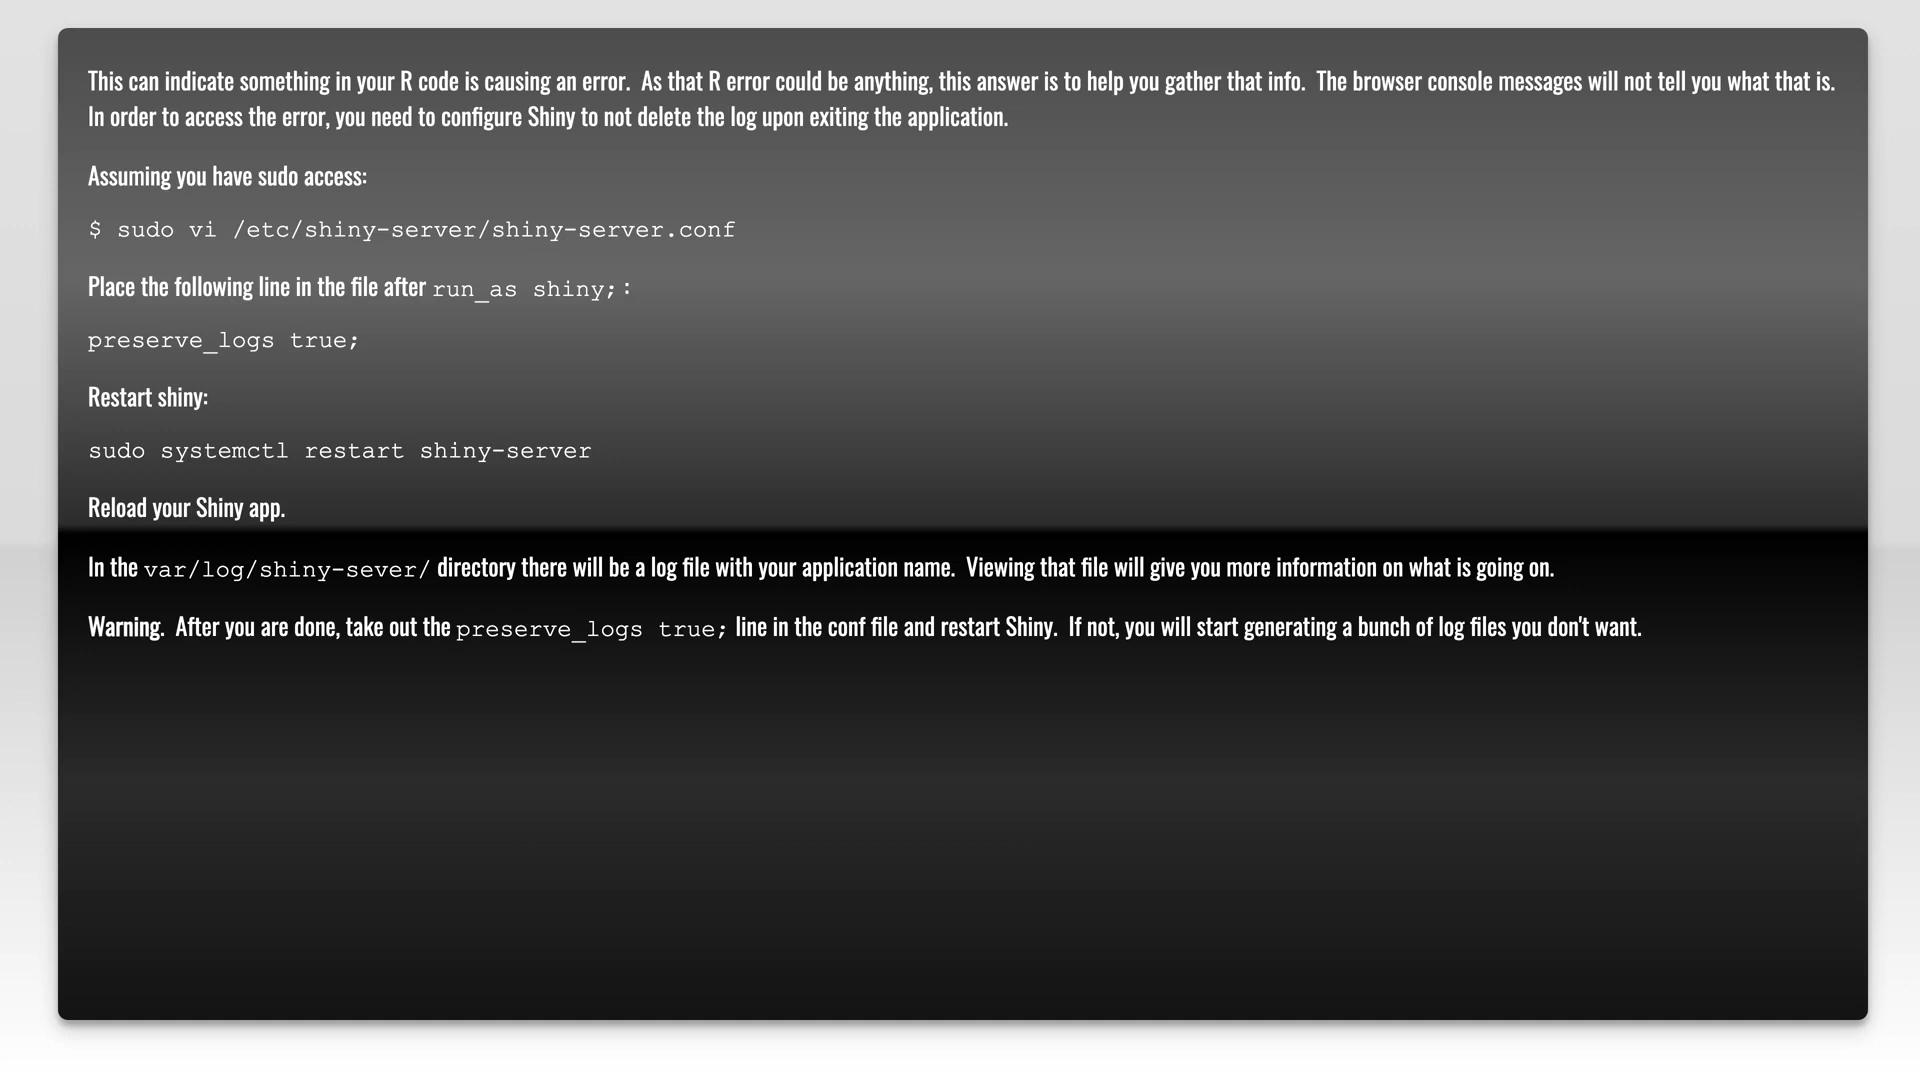 This can indicate something in your R code is causing an error.  As that R error could be anything, this answer is to help you gather that info.  The browser console messages will not tell you what that is.
In order to access the error, you need to configure Shiny to not delete the log upon exiting the application.
Assuming you have sudo access:
$ sudo vi /etc/shiny-server/shiny-server.conf
Place the following line in the file after run_as shiny; :
preserve_logs true;
Restart shiny:
sudo systemctl restart shiny-server
Reload your Shiny app.
In the var/log/shiny-sever/ directory there will be a log file with your application name.  Viewing that file will give you more information on what is going on.
Warning.  After you are done, take out the preserve_logs true; line in the conf file and restart Shiny.  If not, you will start generating a bunch of log files you don't want.